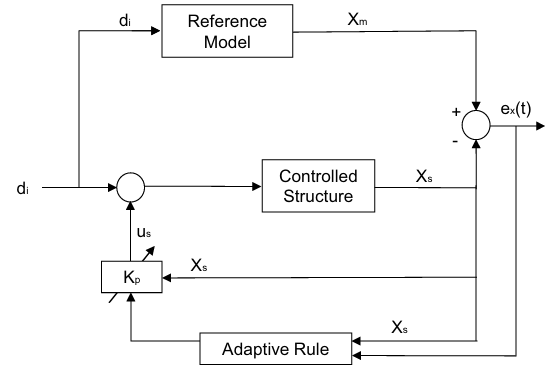 di
Reference
Model
Xm
+
-
ex(t)
di
Controlled
Structure
Xs
us
Kp
Xs
Xs
Adaptive Rule